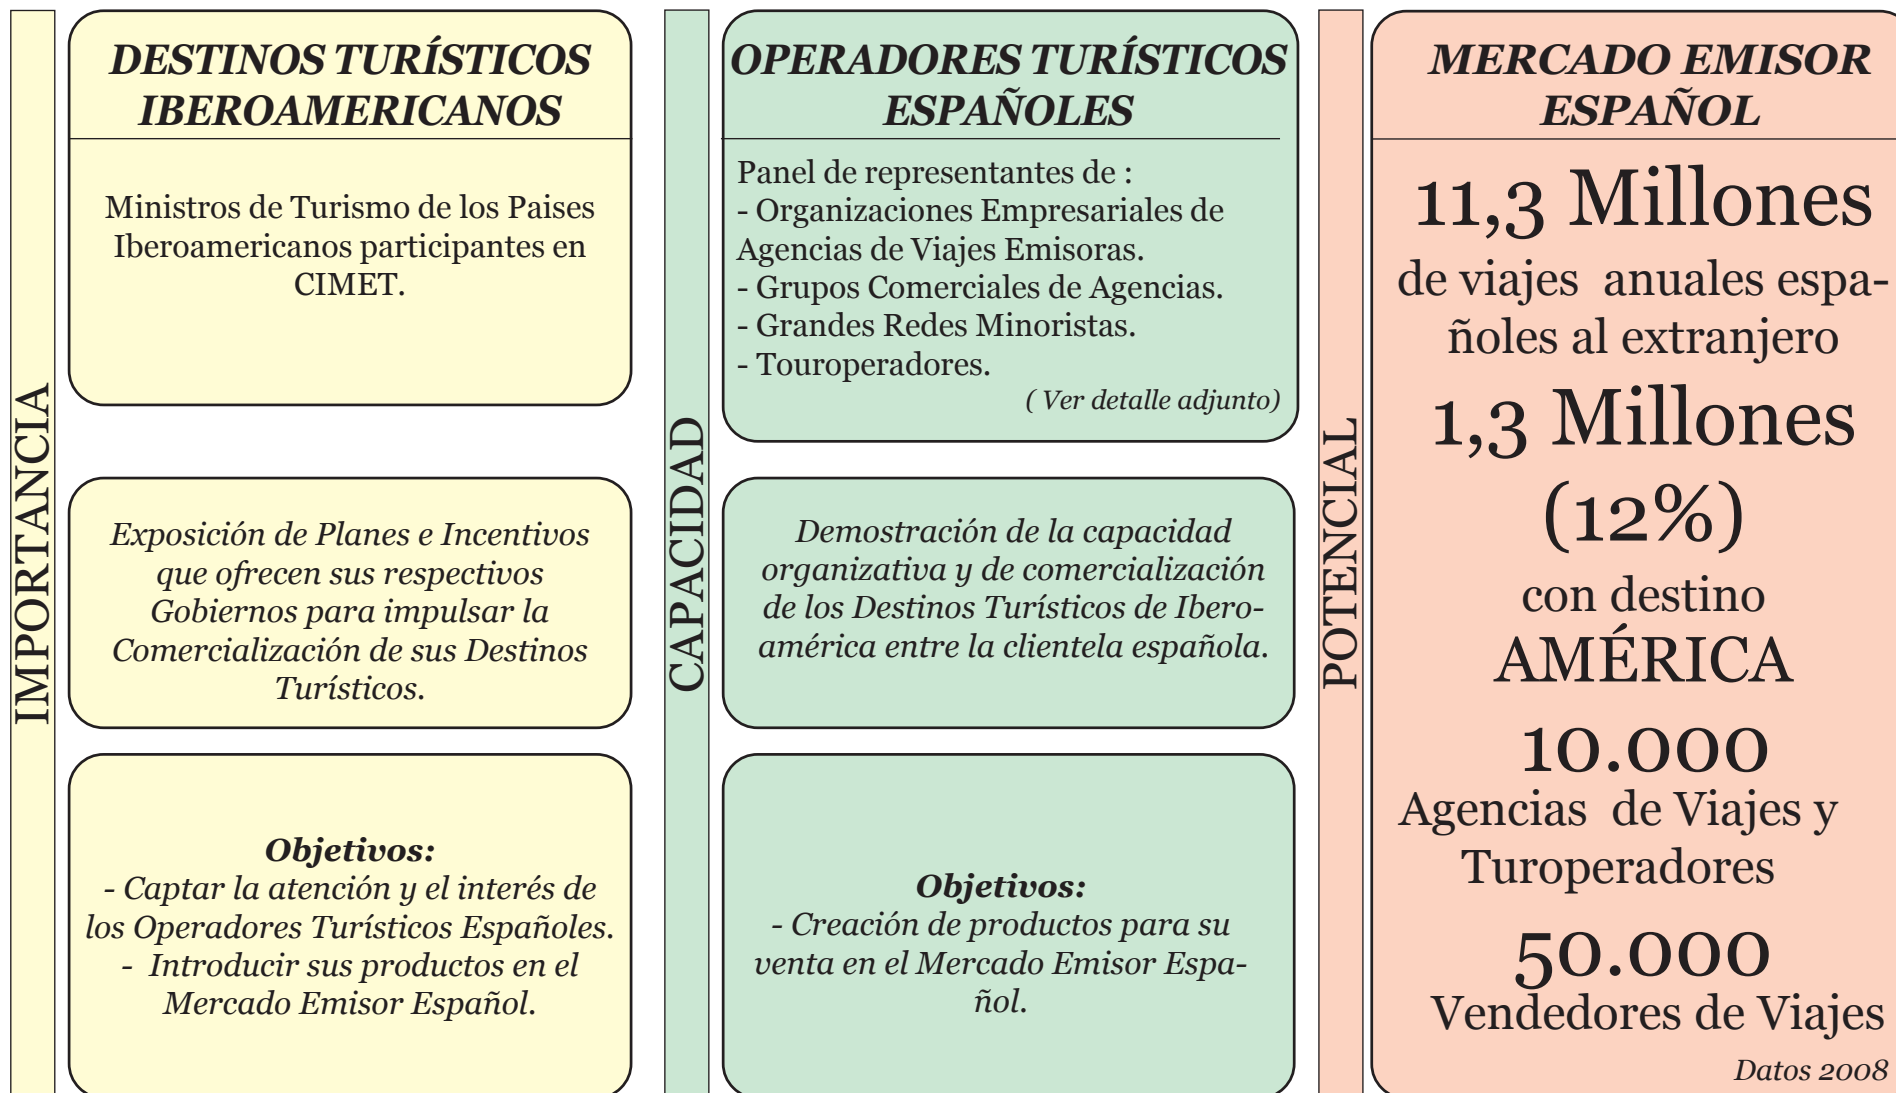 IMPORTANCIA
DESTINOS TURÍSTICOS
IBEROAMERICANOS
Ministros de Turismo de los Paises
Iberoamericanos participantes en
CIMET.
Exposición de Planes e Incentivos
que ofrecen sus respectivos
Gobiernos para impulsar la
Comercialización de sus Destinos
Turísticos.
Objetivos:
- Captar la atención y el interés de
los Operadores Turísticos Españoles.
- Introducir sus productos en el
Mercado Emisor Español.
CAPACIDAD
OPERADORES TURÍSTICOS
ESPAÑOLES
Panel de representantes de :
- Organizaciones Empresariales de
Agencias de Viajes Emisoras.
- Grupos Comerciales de Agencias.
- Grandes Redes Minoristas.
- Touroperadores.
( Ver detalle adjunto)
Demostración de la capacidad
organizativa y de comercialización
de los Destinos Turísticos de Ibero-
américa entre la clientela española.
Objetivos:
- Creación de productos para su
venta en el Mercado Emisor Espa-
ñol.
POTENCIAL
MERCADO EMISOR
ESPAÑOL
11,3 Millones
de viajes anuales espa-
ñoles al extranjero
1,3 Millones
(12%)
con destino
AMÉRICA
10.000
Agencias de Viajes y
Turoperadores
50.000
Vendedores de Viajes
Datos 2008